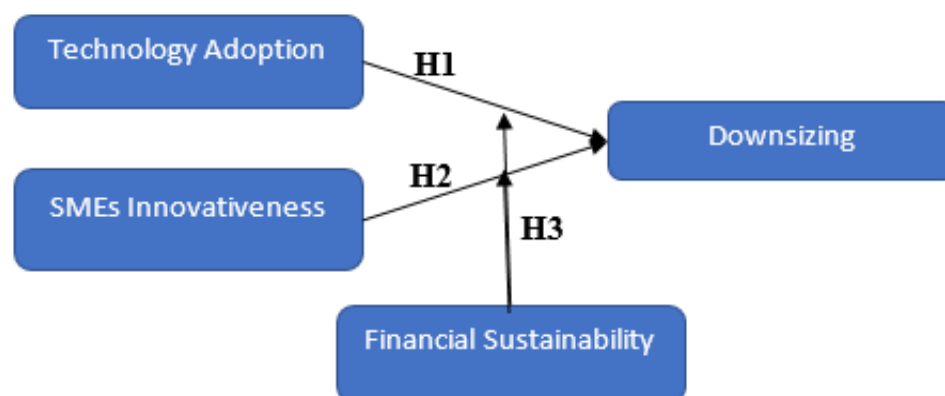 Technology Adoption
H1
Downsizing
H2
SMEs Innovativeness
H3
Financial Sustainability